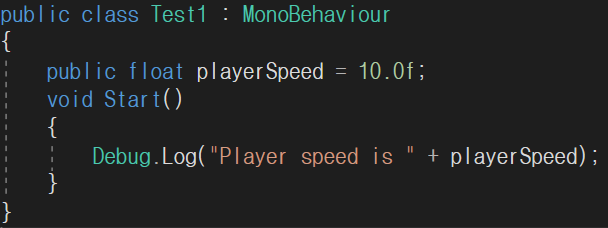 public class Test1 : MonoBehaviour
{
    public float playerSpeed = 10.0f;
    void Start()
    {
        Debug.Log("Player speed is " + playerSpeed);
    }
}